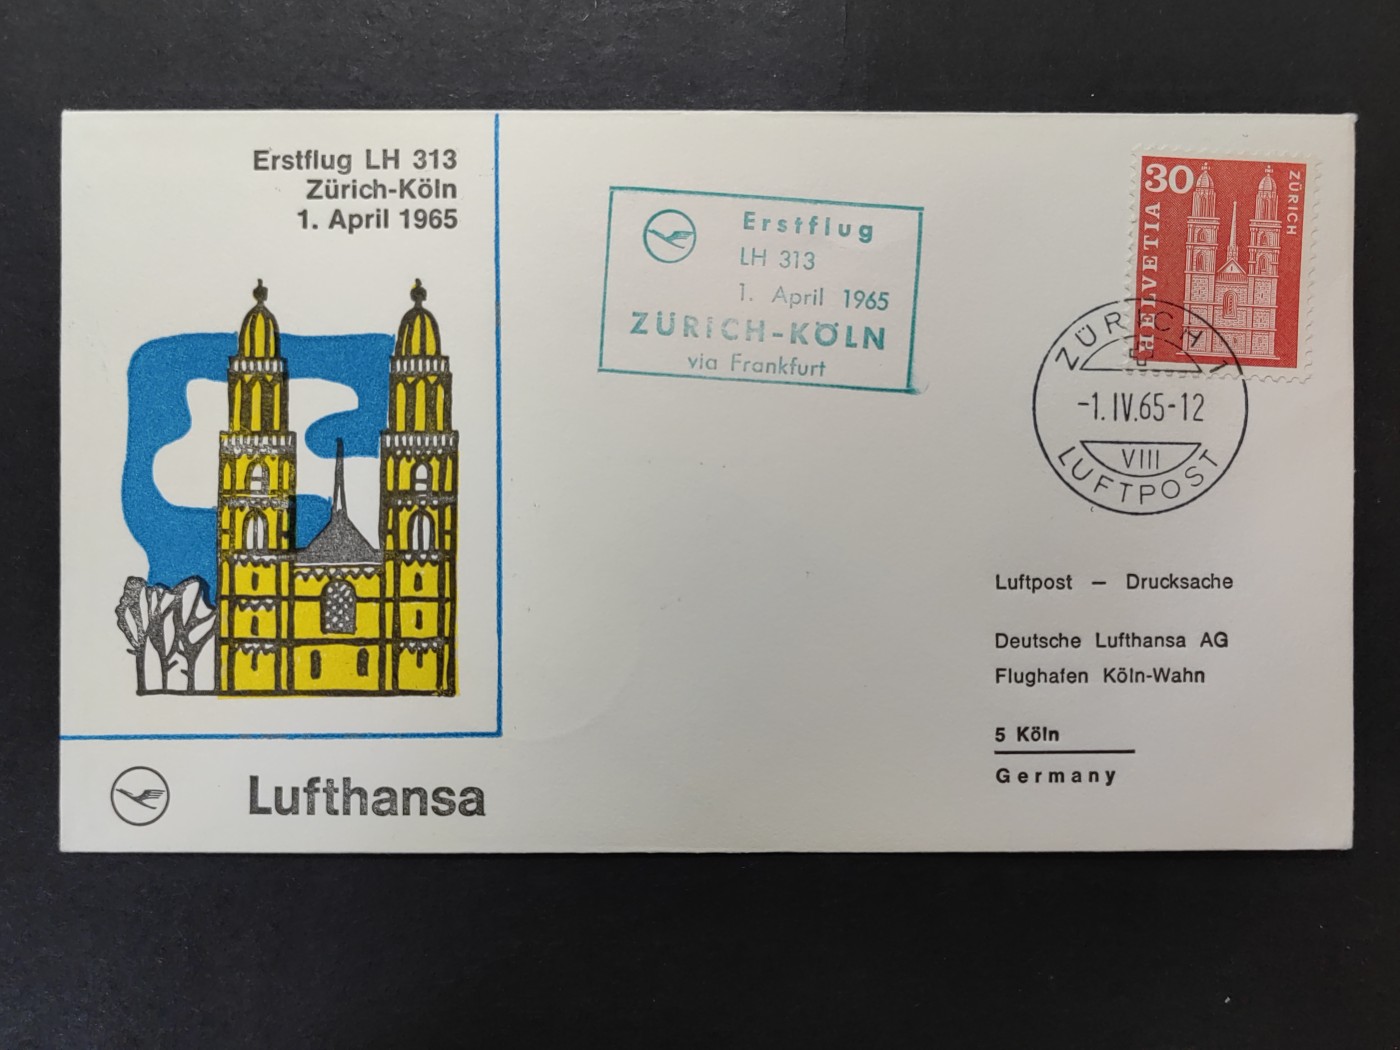 Erstflug LH 313
Zürich-Köln
1. April 1965
Lufthansa
Erstflug
LH 313
1. April 1965
ZÜRICH-KÖLN
via Frankfurt
30
HELVETIA
ZÜRICH
ZÜRICH 1
-1.IV.65-12
VIII
LUFTPOST
Luftpost — Drucksache
Deutsche Lufthansa AG
Flughafen Köln-Wahn
5 Köln
Germany